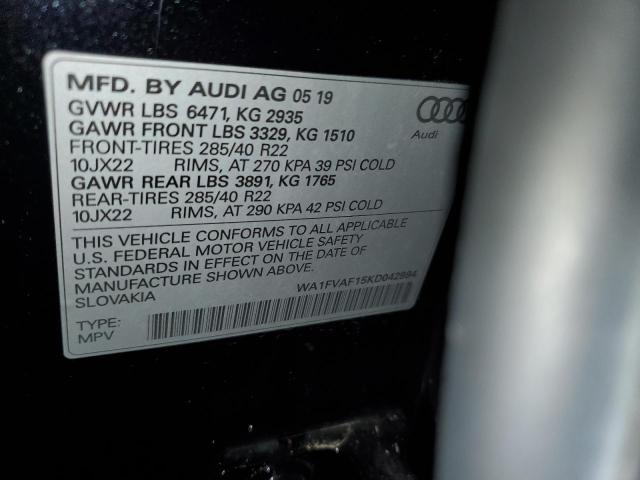 MFD. BY AUDI AG 05 19
GVWR LBS 6471, KG 2935
GAWR FRONT LBS 3329, KG 1510
FRONT-TIRES 285/40 R22
10JX22 RIMS, AT 270 KPA 39 PSI COLD
GAWR REAR LBS 3891, KG 1765
REAR-TIRES 285/40 R22
10JX22 RIMS, AT 290 KPA 42 PSI COLD
Audi
THIS VEHICLE CONFORMS TO ALL APPLICABLE
U.S. FEDERAL MOTOR VEHICLE SAFETY
STANDARDS IN EFFECT ON THE DATE OF
MANUFACTURE SHOWN ABOVE.
SLOVAKIA
WA1FVAF15KD042994
TYPE:
MPV